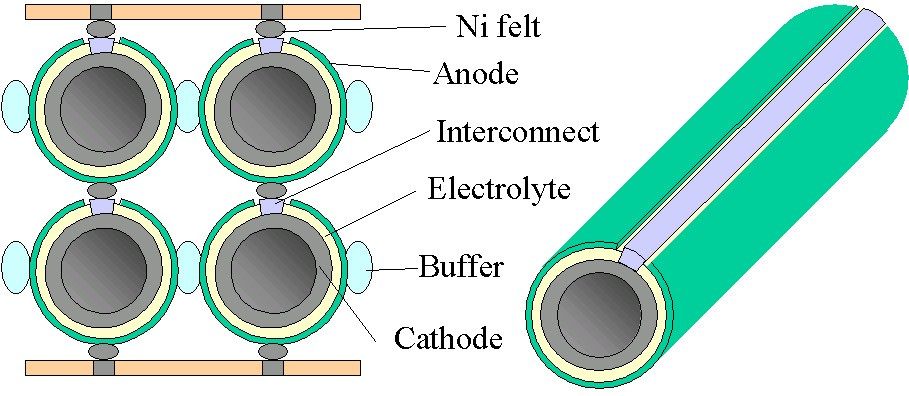 Ni felt
Anode
Interconnect
Electrolyte
Buffer
Cathode